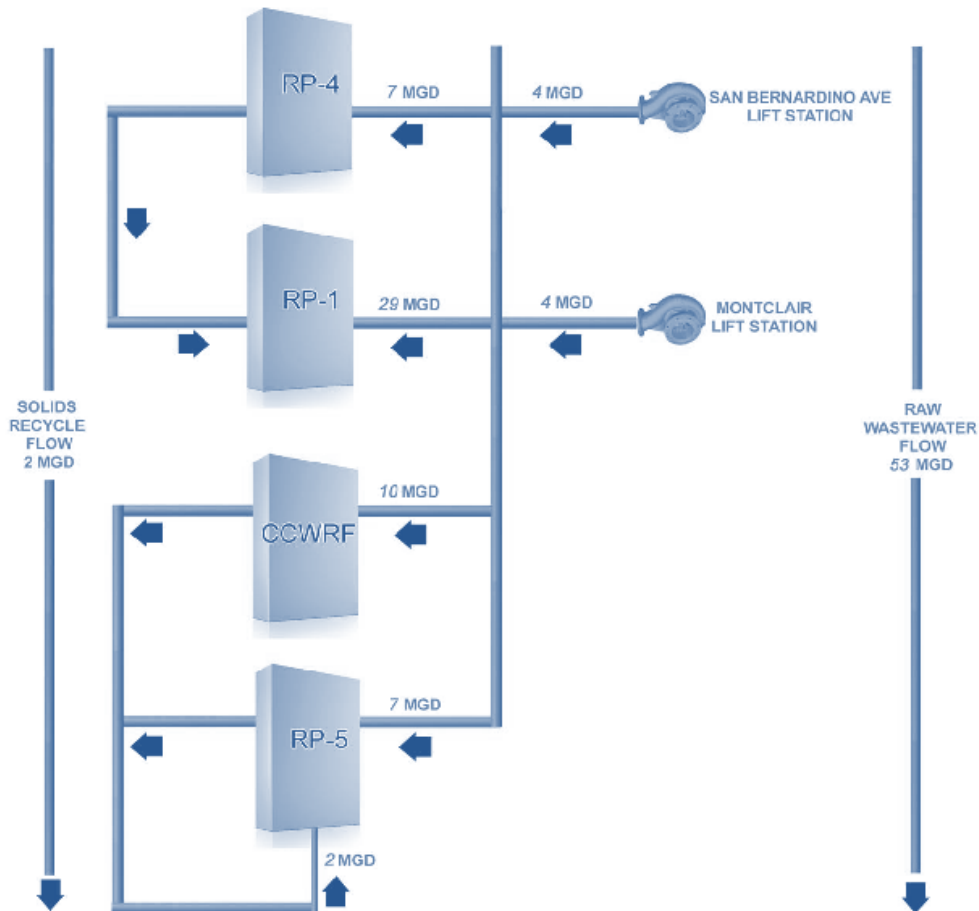 RP-4
7 MGD
4 MGD
SAN BERNARDINO AVE
LIFT STATION
RP-1
29 MGD
4 MGD
MONTCLAIR
LIFT STATION
SOLIDS
RECYCLE
FLOW
2 MGD
RAW
WASTEWATER
FLOW
53 MGD
CCWRF
10 MGD
RP-5
7 MGD
2 MGD